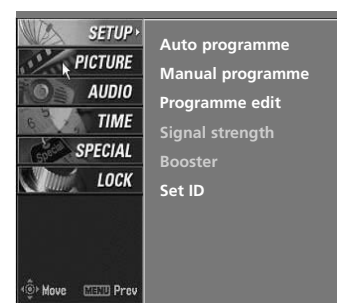 SETUP
PICTURE
AUDIO
TIME
SPECIAL
LOCK
Move MENU Prev
Auto programme
Manual programme
Programme edit
Signal strength
Booster
Set ID